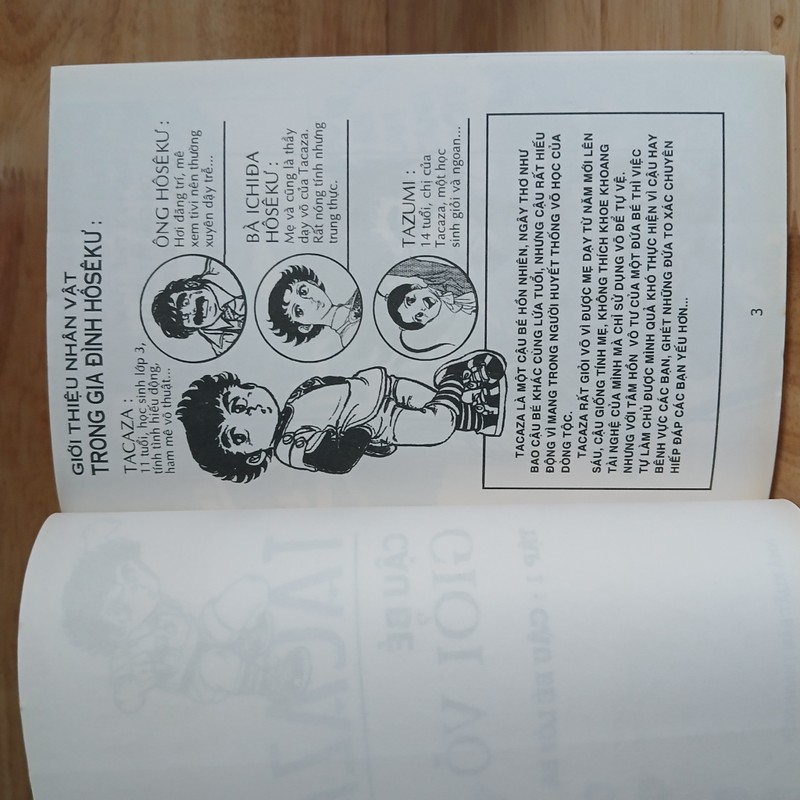 GIỚI THIỆU NHÂN VẬT
TRONG GIA ĐÌNH HÔSÊKƯ :
TACAZA :
11 tuổi, học sinh lớp 3,
tính tình hiếu động,
ham mê võ thuật...
ÔNG HÔSÊKƯ :
Hơi đãng trí, mê
xem tivi nên thường
xuyên dậy trễ...
BÀ ICHIĐA
HÔSÊKƯ :
Mẹ và cũng là thầy
dạy võ của Tacaza.
Rất nóng tính nhưng
trung thực.
TAZUMI :
14 tuổi, chị của
Tacaza, một học
sinh giỏi và ngoan...
TACAZA LÀ MỘT CẬU BÉ HỒN NHIÊN, NGÂY THƠ NHƯ
BAO CẬU BÉ KHÁC CÙNG LỨA TUỔI, NHƯNG CẬU RẤT HIẾU
ĐỘNG VÌ MANG TRONG NGƯỜI HUYẾT THỐNG VÕ HỌC CỦA
DÒNG TỘC.
TACAZA RẤT GIỎI VÕ VÌ ĐƯỢC MẸ DẠY TỪ NĂM MỚI LÊN
SÁU, CẬU GIỐNG TÍNH MẸ, KHÔNG THÍCH KHOE KHOANG
TÀI NGHỆ CỦA MÌNH MÀ CHỈ SỬ DỤNG VÕ ĐỂ TỰ VỆ.
NHƯNG VỚI TÂM HỒN VÔ TƯ CỦA MỘT ĐỨA BÉ THÌ VIỆC
TỰ LÀM CHỦ ĐƯỢC MÌNH QUẢ KHÓ THỰC HIỆN VÌ CẬU HAY
BÊNH VỰC CÁC BẠN, GHÉT NHỮNG ĐỨA TO XÁC CHUYÊN
HIẾP ĐÁP CÁC BẠN YẾU HƠN...
3
CẬU BÉ
GIỎI VÕ